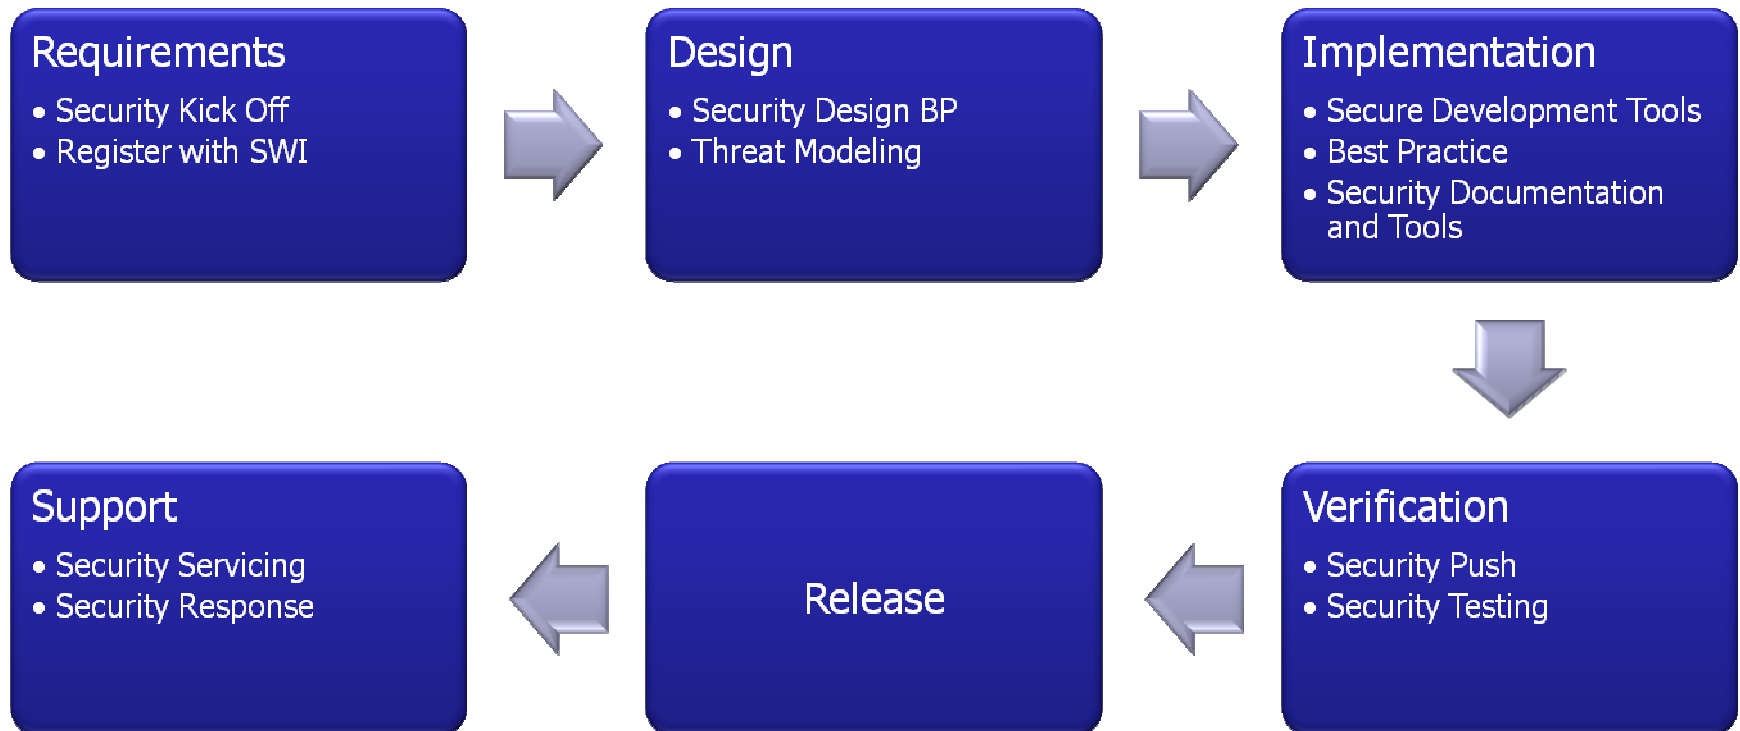 Requirements
• Security Kick Off
• Register with SWI
Design
• Security Design BP
• Threat Modeling
Implementation
• Secure Development Tools
• Best Practice
• Security Documentation
and Tools
Verification
• Security Push
• Security Testing
Release
Support
• Security Servicing
• Security Response